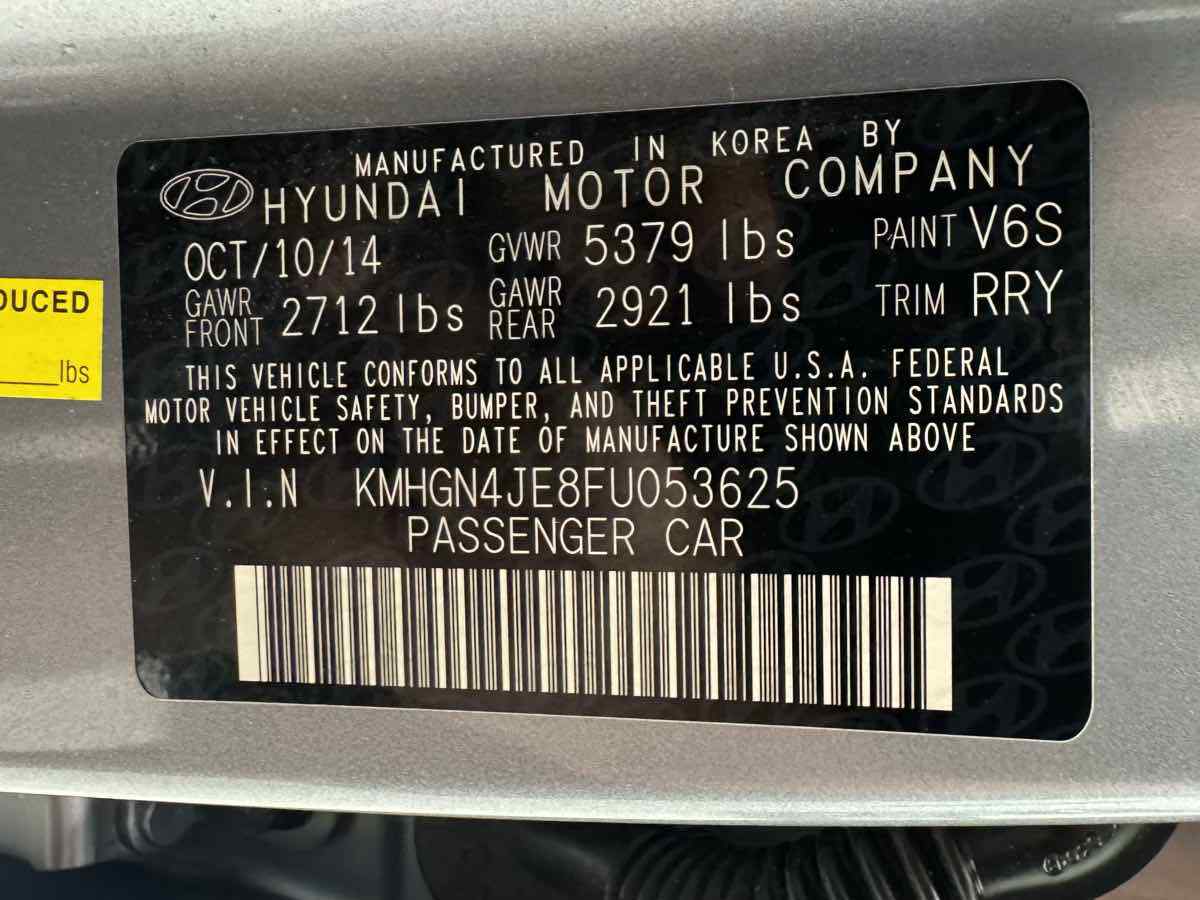 MANUFACTURED IN KOREA BY
HYUNDAI MOTOR COMPANY
OCT/10/14 GVWR 5379 lbs PAINT V6S
GAWR FRONT 2712 lbs GAWR REAR 2921 lbs TRIM RRY
THIS VEHICLE CONFORMS TO ALL APPLICABLE U.S.A. FEDERAL
MOTOR VEHICLE SAFETY, BUMPER, AND THEFT PREVENTION STANDARDS
IN EFFECT ON THE DATE OF MANUFACTURE SHOWN ABOVE
V.I.N KMHGN4JE8FU053625
PASSENGER CAR
DUCED
lbs